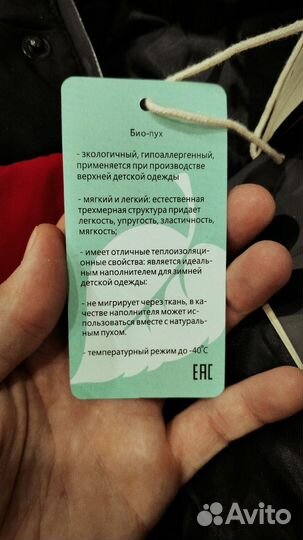 Био-пух
- экологичный, гипоаллергенный,
применяется при производстве
верхней детской одежды
- мягкий и легкий: естественная
трехмерная структура придает
легкость, упругость, эластичность,
мягкость;
- имеет отличные теплоизоляци-
онные свойства: является идеаль-
ным наполнителем для зимней
детской одежды:
- не мигрирует через ткань, в ка-
честве наполнителя может ис-
пользоваться вместе с натураль-
ным пухом.
- температурный режим до -40°С
EAC
Avito